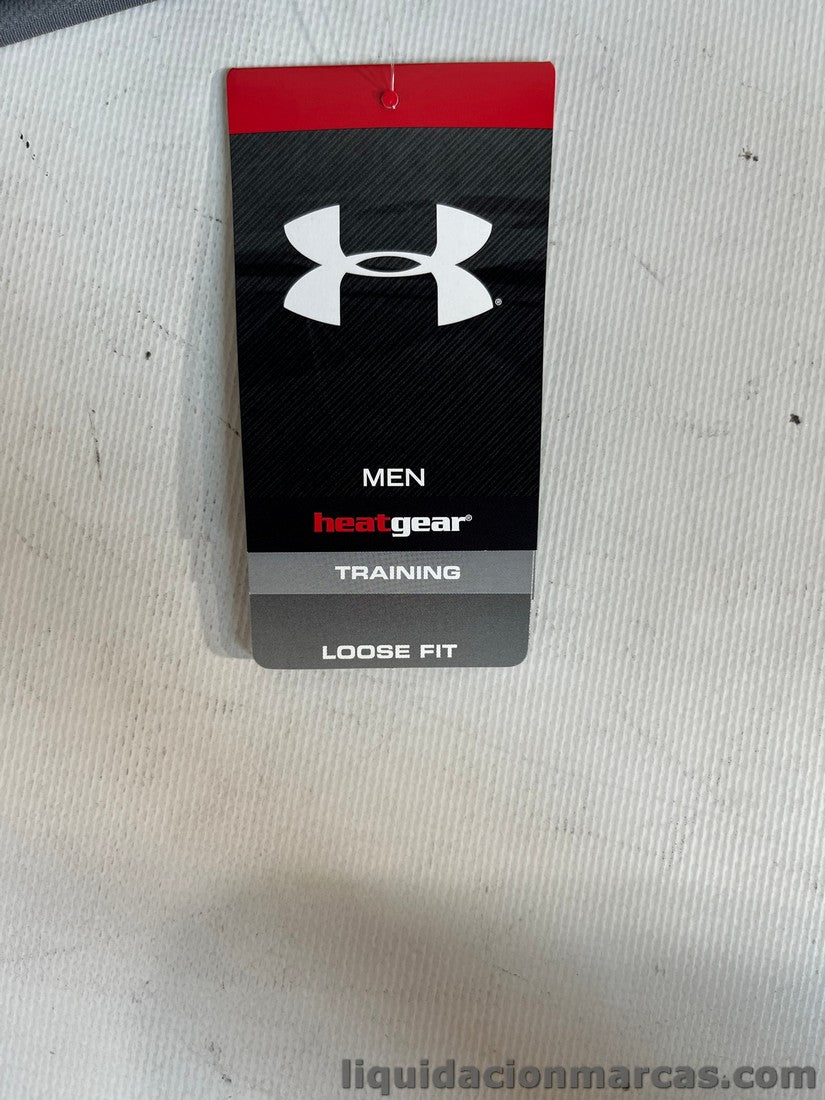 MEN
heatgear®
TRAINING
LOOSE FIT
liquidacionmarcas.com